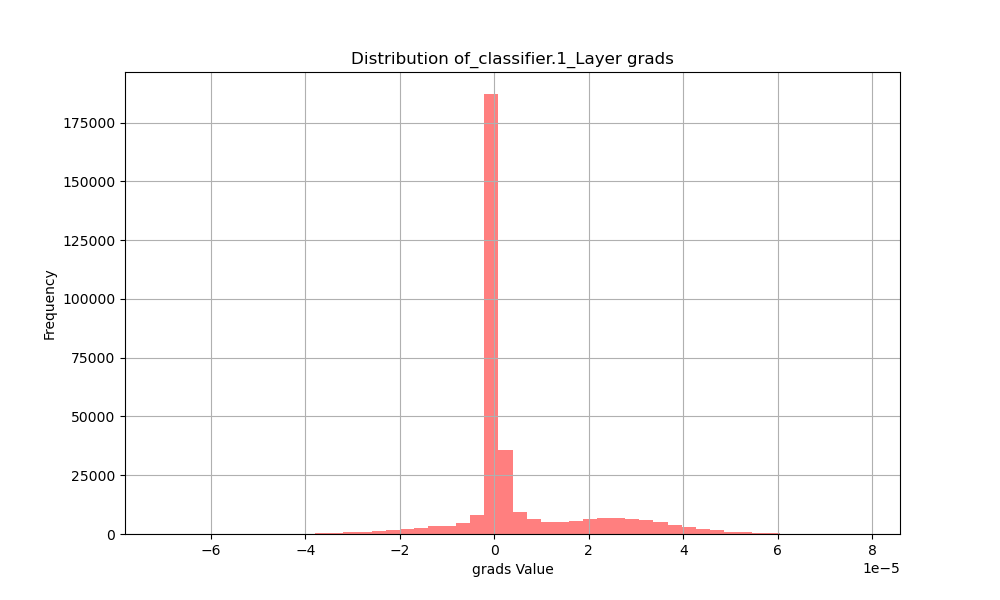 Distribution of_classifier.1_Layer grads
175000
150000
125000
100000
75000
50000
25000
0
Frequency
−6 −4 −2 0 2 4 6 8
1e−5
grads Value